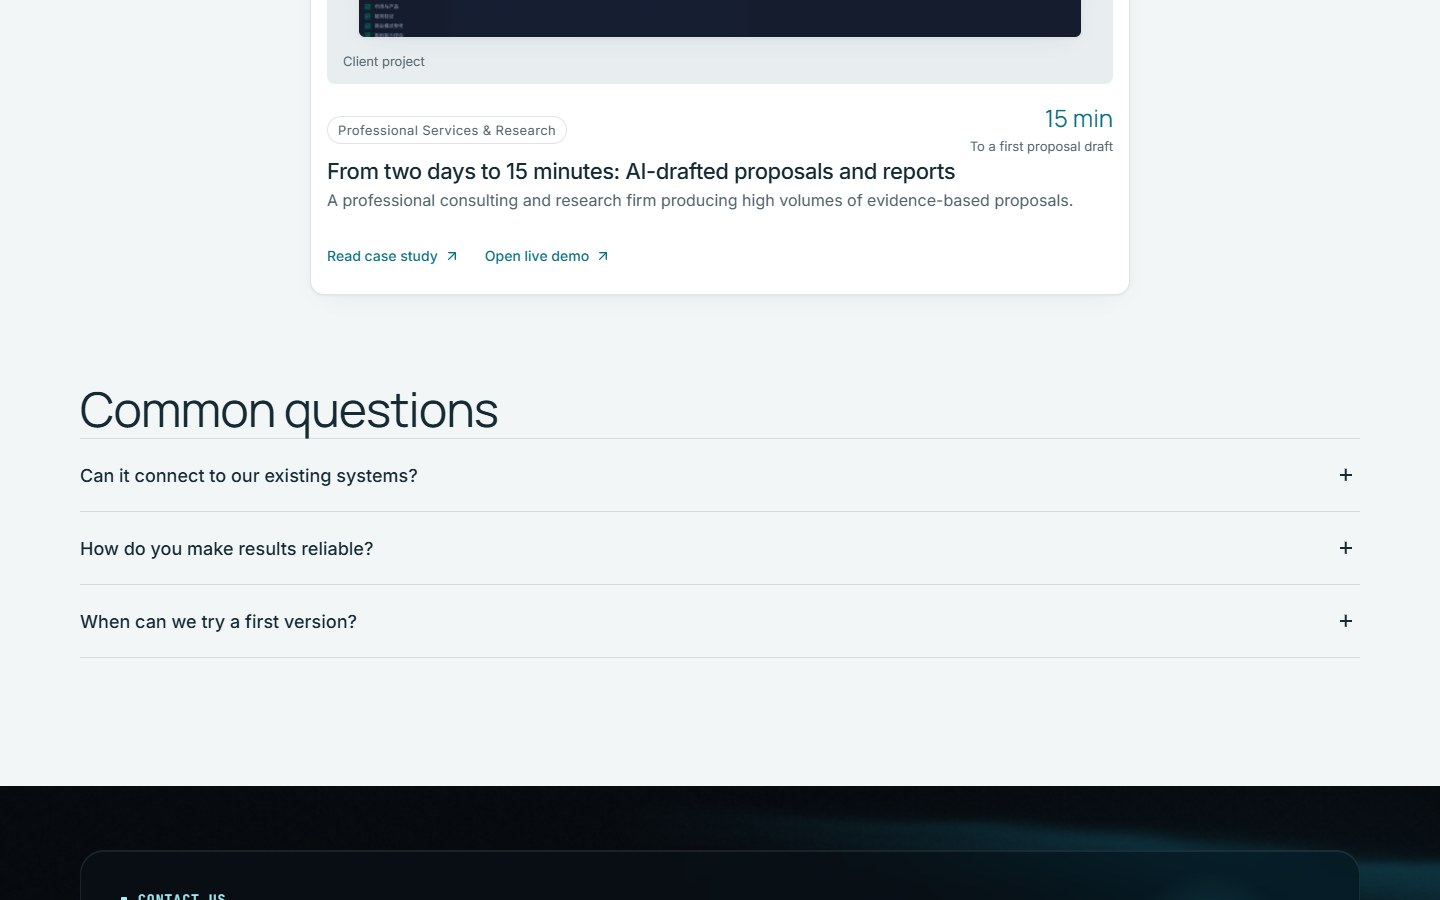 Client project
Professional Services & Research
15 min
To a first proposal draft
From two days to 15 minutes: AI-drafted proposals and reports
A professional consulting and research firm producing high volumes of evidence-based proposals.
Read case study
Open live demo
Common questions
Can it connect to our existing systems?
+
How do you make results reliable?
+
When can we try a first version?
+
CONTACT US